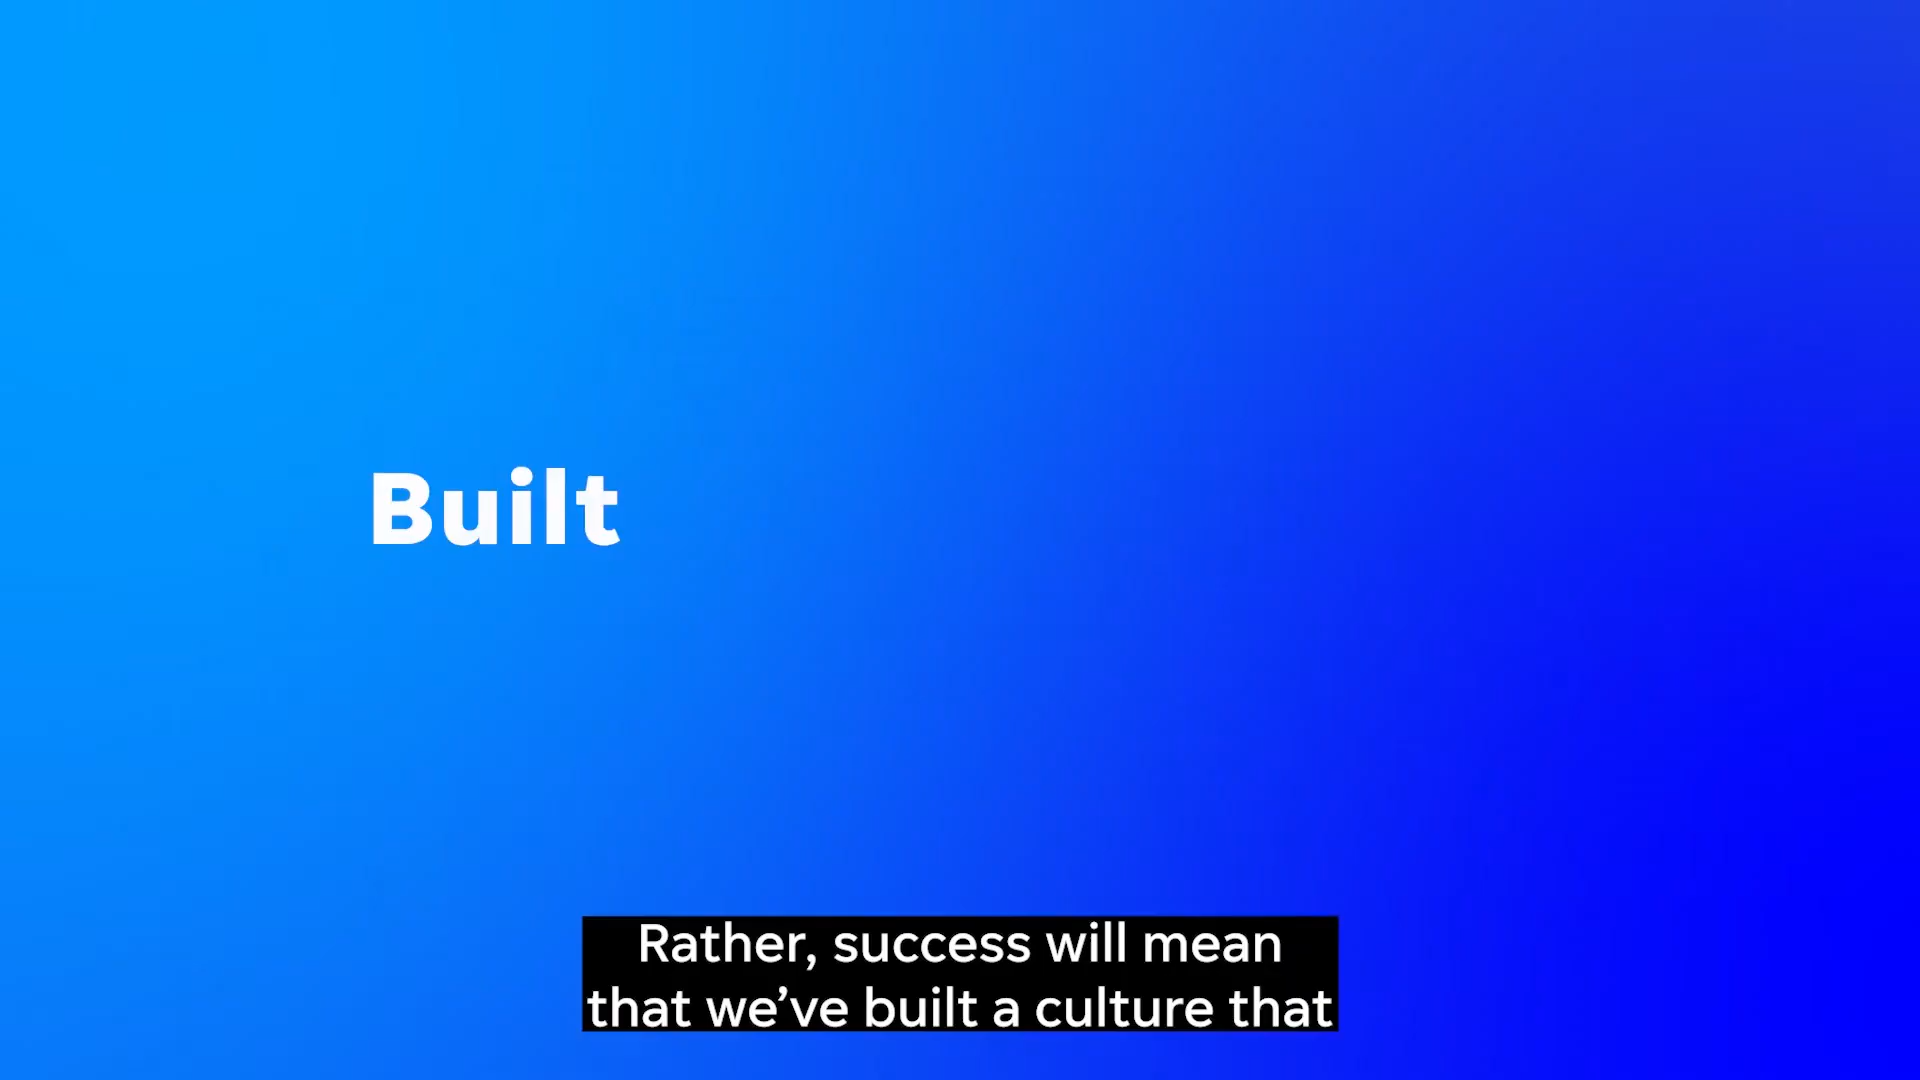 Built
Rather, success will mean
that we’ve built a culture that